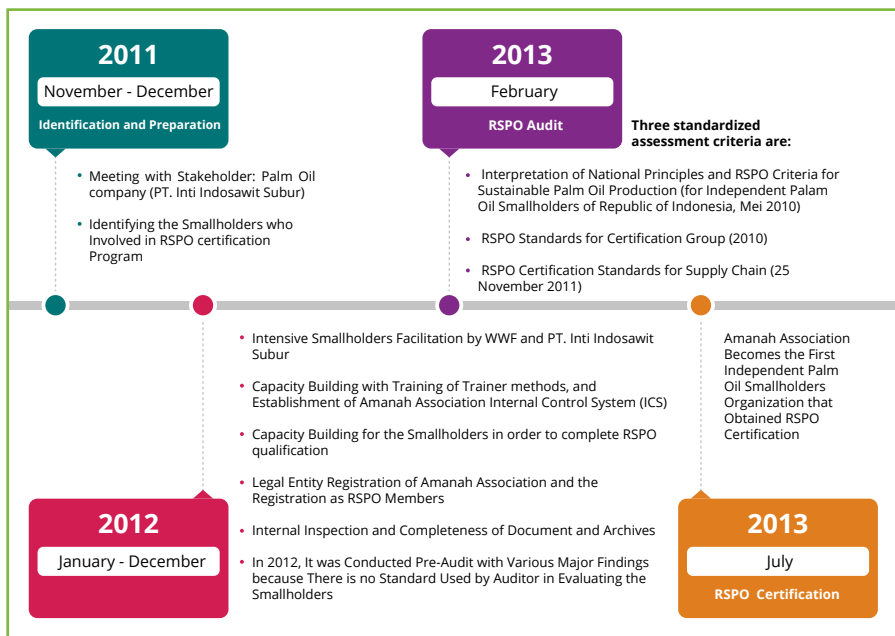 2011
November - December
Identification and Preparation
• Meeting with Stakeholder: Palm Oil
company (PT. Inti Indosawit Subur)
• Identifying the Smallholders who
Involved in RSPO certification
Program
2013
February
RSPO Audit
Three standardized
assessment criteria are:
• Interpretation of National Principles and RSPO Criteria for
Sustainable Palm Oil Production (for Independent Palam
Oil Smallholders of Republic of Indonesia, Mei 2010)
• RSPO Standards for Certification Group (2010)
• RSPO Certification Standards for Supply Chain (25
November 2011)
2012
January - December
• Intensive Smallholders Facilitation by WWF and PT. Inti Indosawit
Subur
• Capacity Building with Training of Trainer methods, and
Establishment of Amanah Association Internal Control System (ICS)
• Capacity Building for the Smallholders in order to complete RSPO
qualification
• Legal Entity Registration of Amanah Association and the
Registration as RSPO Members
• Internal Inspection and Completeness of Document and Archives
• In 2012, It was Conducted Pre-Audit with Various Major Findings
because There is no Standard Used by Auditor in Evaluating the
Smallholders
Amanah Association
Becomes the First
Independent Palm
Oil Smallholders
Organization that
Obtained RSPO
Certification
2013
July
RSPO Certification